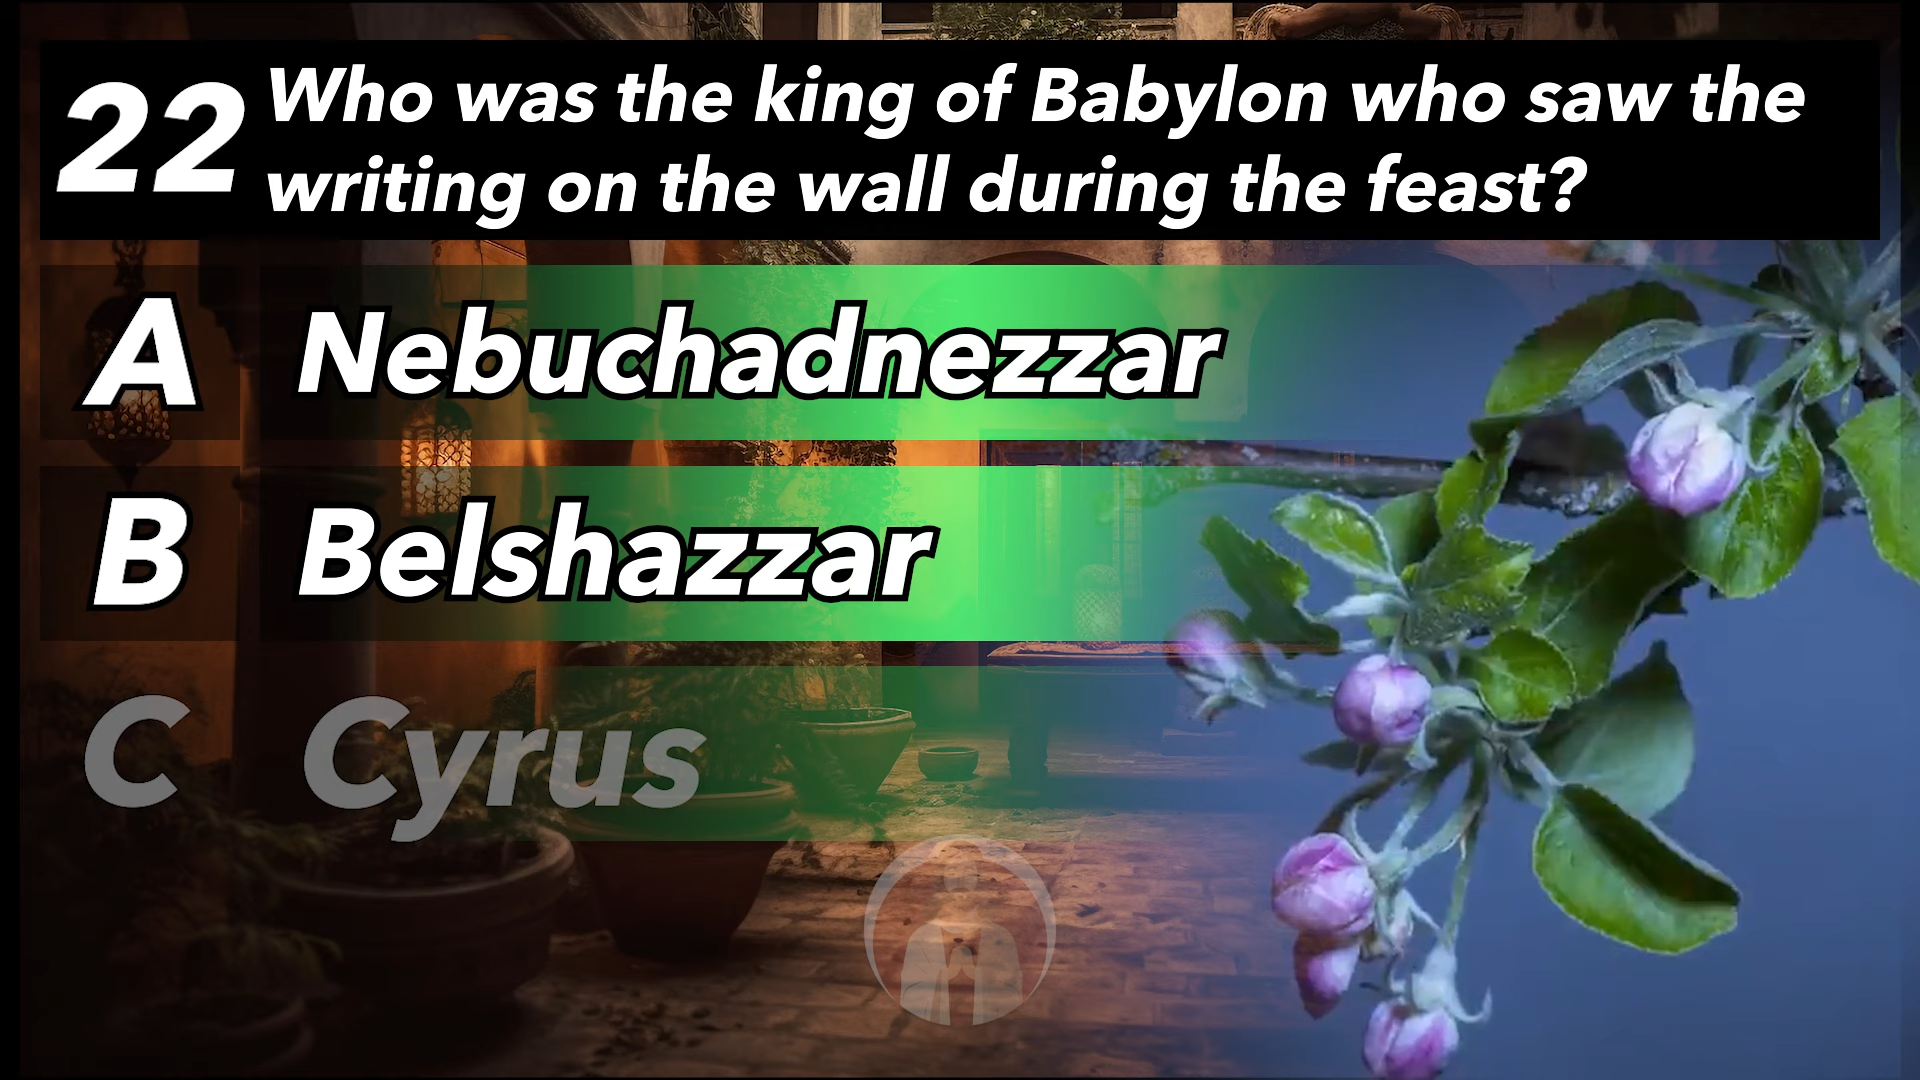 22
Who was the king of Babylon who saw the
writing on the wall during the feast?
A Nebuchadnezzar
B Belshazzar
C Cyrus